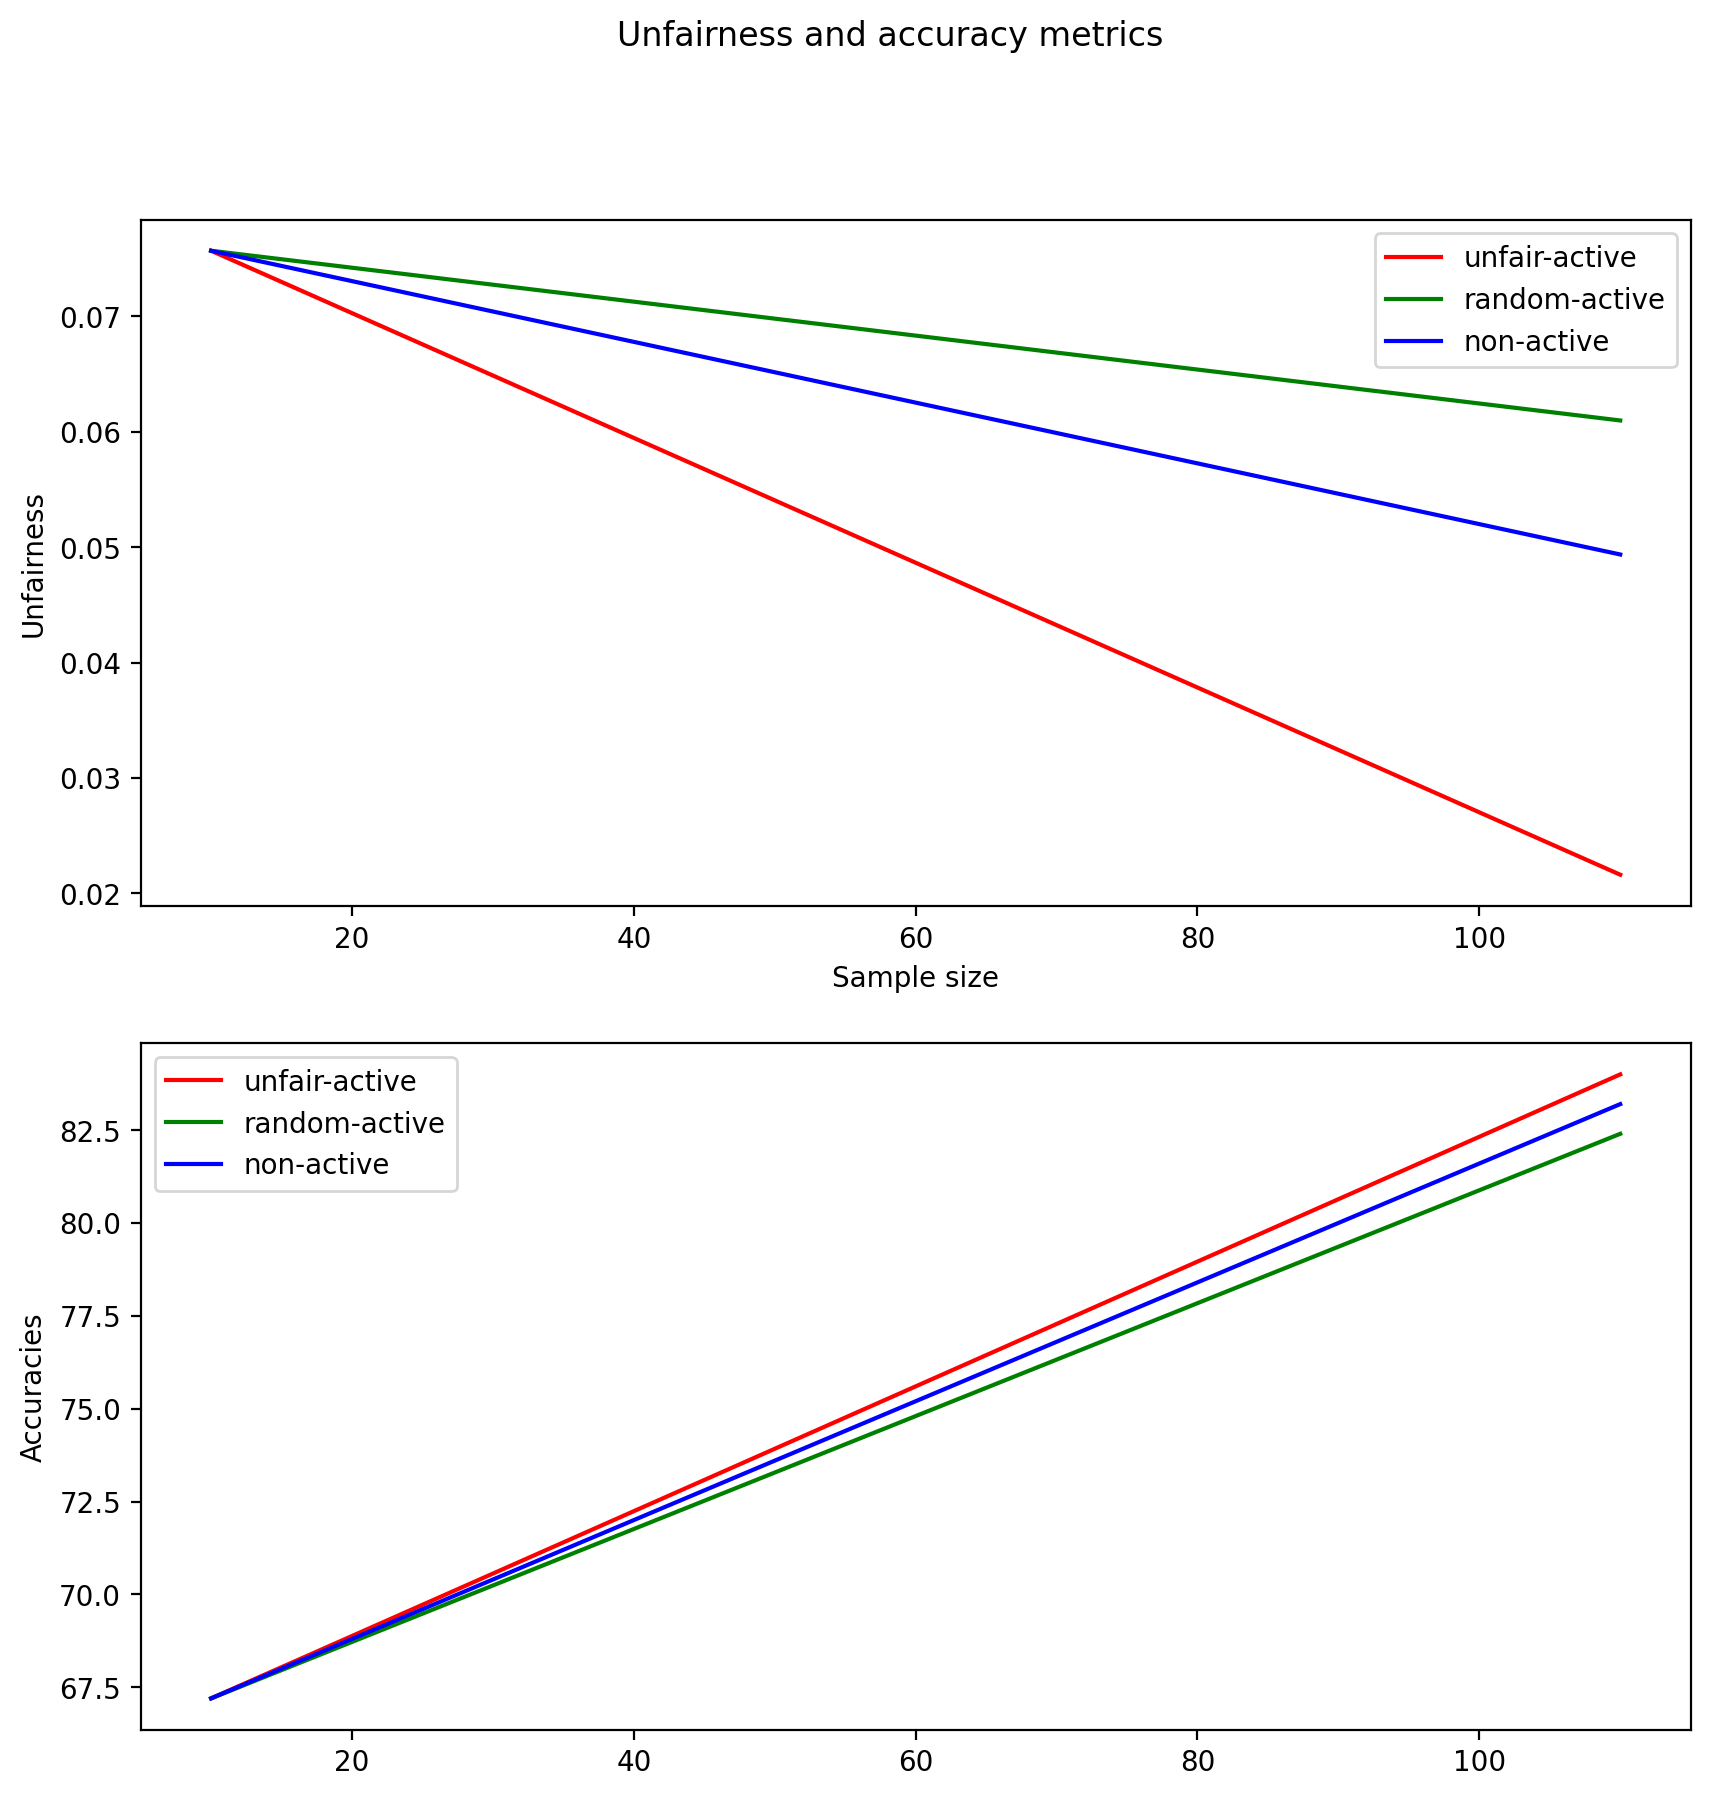 Unfairness and accuracy metrics
unfair-active
random-active
non-active
0.07
0.06
0.05
0.04
0.03
0.02
Unfairness
20 40 60 80 100
Sample size
unfair-active
random-active
non-active
82.5
80.0
77.5
75.0
72.5
70.0
67.5
Accuracies
20 40 60 80 100